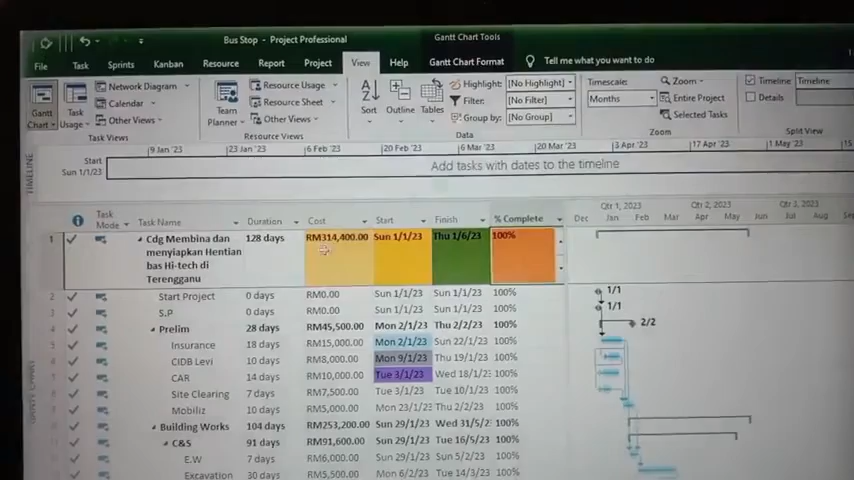 Bus Stop - Project Professional
Gantt Chart Tools
File Task Sprints Kanban Resource Report Project View Help Gantt Chart Format Tell me what you want to do
Gantt Chart
Task Usage
Network Diagram
Calendar
Other Views
Task Views
Team Planner
Resource Usage
Resource Sheet
Other Views
Resource Views
Sort
Outline
Tables
Highlight: [No Highlight]
Filter: [No Filter]
Group by: [No Group]
Data
Timescale:
Months
Zoom
Entire Project
Selected Tasks
Zoom
Timeline Timeline
Details
Split View
TIMELINE
Start
Sun 1/1/23
9 Jan '23 23 Jan '23 6 Feb '23 20 Feb '23 6 Mar '23 20 Mar '23 3 Apr '23 17 Apr '23 1 May '23 15
Add tasks with dates to the timeline
Task Mode Task Name Duration Cost Start Finish % Complete
Qtr 1, 2023 Qtr 2, 2023 Qtr 3, 2023
Dec Jan Feb Mar Apr May Jun Jul Aug Se
1 Cdg Membina dan menyiapkan Hentian bas Hi-tech di Terengganu 128 days RM314,400.00 Sun 1/1/23 Thu 1/6/23 100%
2 Start Project 0 days RM0.00 Sun 1/1/23 Sun 1/1/23 100% 1/1
3 S.P 0 days RM0.00 Sun 1/1/23 Sun 1/1/23 100% 1/1
4 Prelim 28 days RM45,500.00 Mon 2/1/23 Thu 2/2/23 100% 2/2
Insurance 18 days RM15,000.00 Mon 2/1/23 Sun 22/1/23 100%
CIDB Levi 10 days RM8,000.00 Mon 9/1/23 Thu 19/1/23 100%
CAR 14 days RM10,000.00 Tue 3/1/23 Wed 18/1/23 100%
Site Clearing 7 days RM7,500.00 Tue 3/1/23 Tue 10/1/23 100%
Mobiliz 10 days RM5,000.00 Mon 23/1/23 Thu 2/2/23 100%
Building Works 104 days RM253,200.00 Sun 29/1/23 Wed 31/5/2 100%
C&S 91 days RM91,600.00 Sun 29/1/23 Tue 16/5/23 100%
E.W 7 days RM6,000.00 Sun 29/1/23 Sun 5/2/23 100%
Excavation 30 days RM5,500.00 Mon 6/2/23 Tue 14/3/23 100%